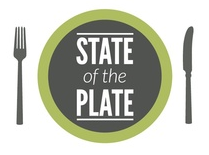 STATE
of the
PLATE